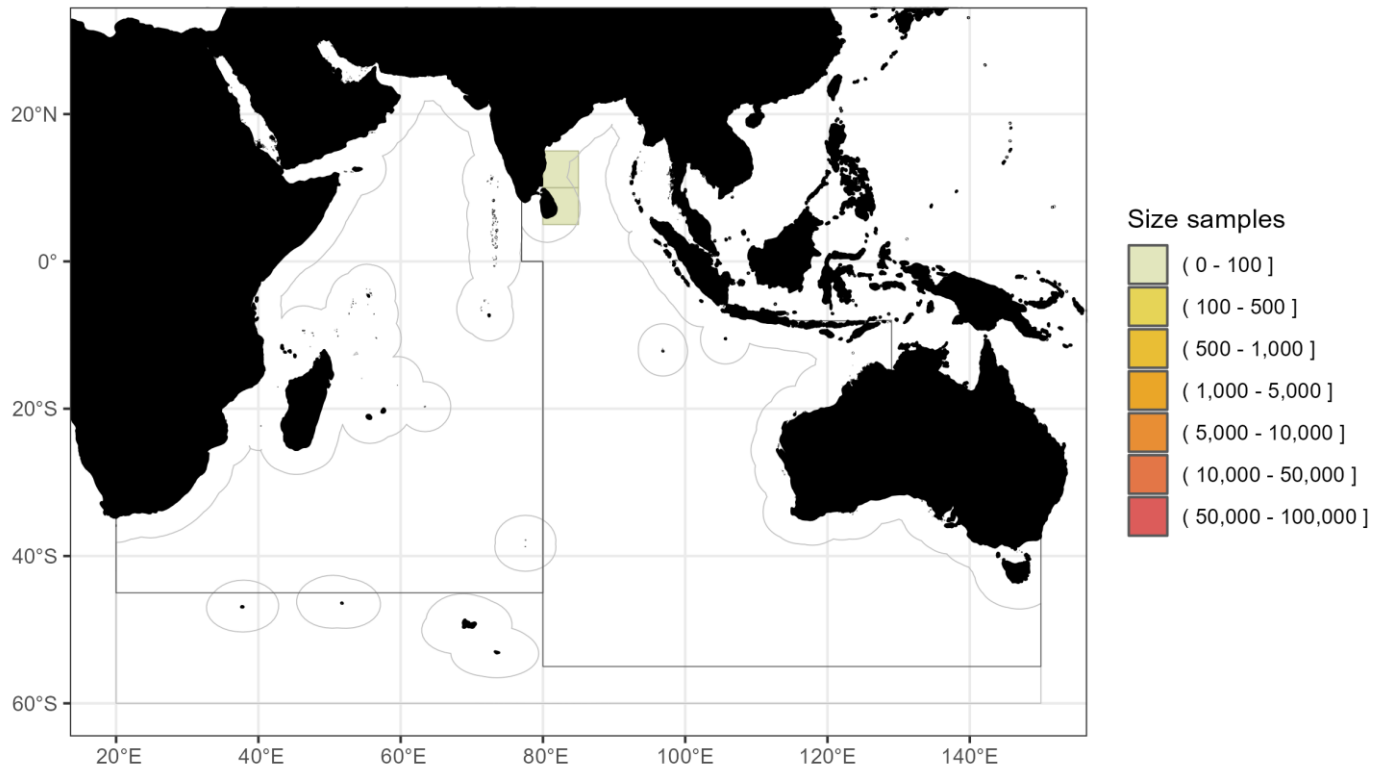 20°N
0°
20°S
40°S
60°S
20°E
40°E
60°E
80°E
100°E
120°E
140°E
Size samples
( 0 - 100 ]
( 100 - 500 ]
( 500 - 1,000 ]
( 1,000 - 5,000 ]
( 5,000 - 10,000 ]
( 10,000 - 50,000 ]
( 50,000 - 100,000 ]